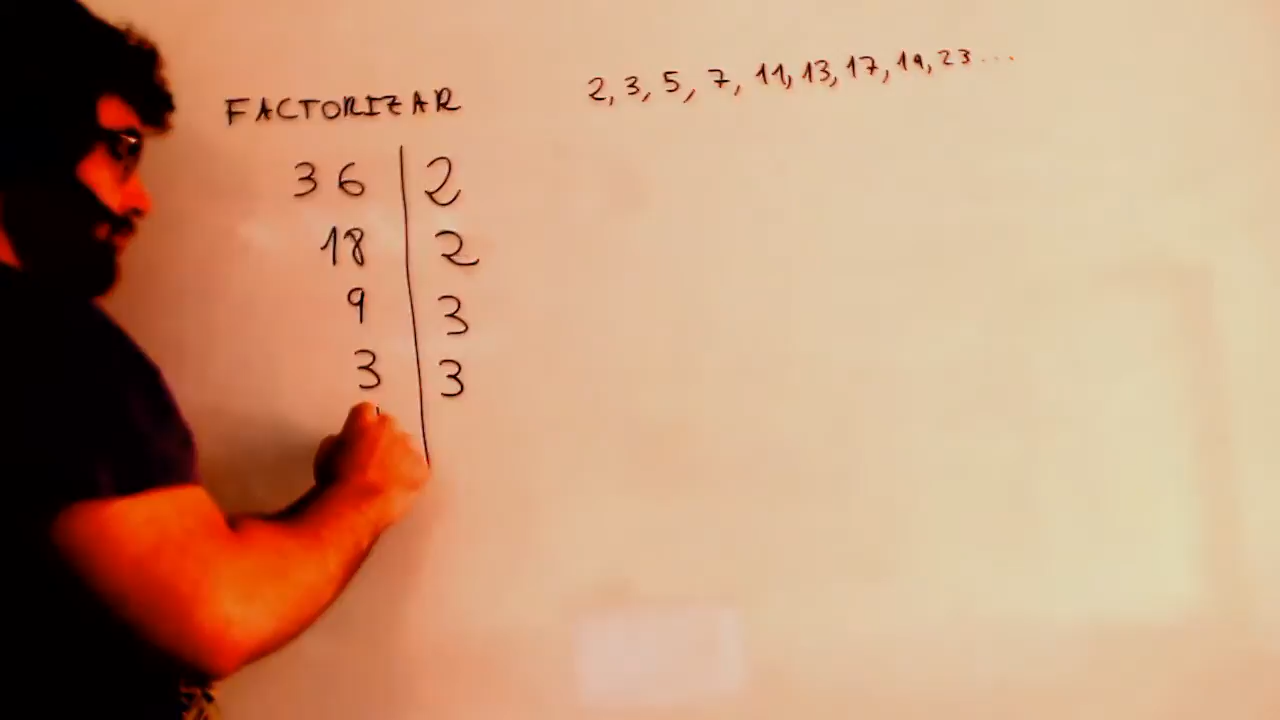 FACTORIZAR
2, 3, 5, 7, 11, 13, 17, 19, 23...
36 | 2
18 | 2
9 | 3
3 | 3